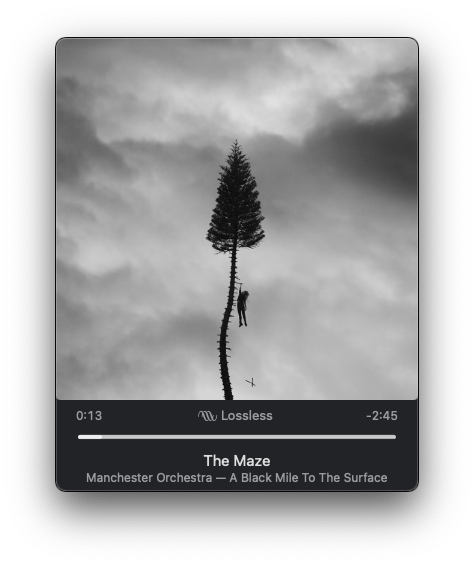 0:13 Lossless -2:45
The Maze
Manchester Orchestra — A Black Mile To The Surface